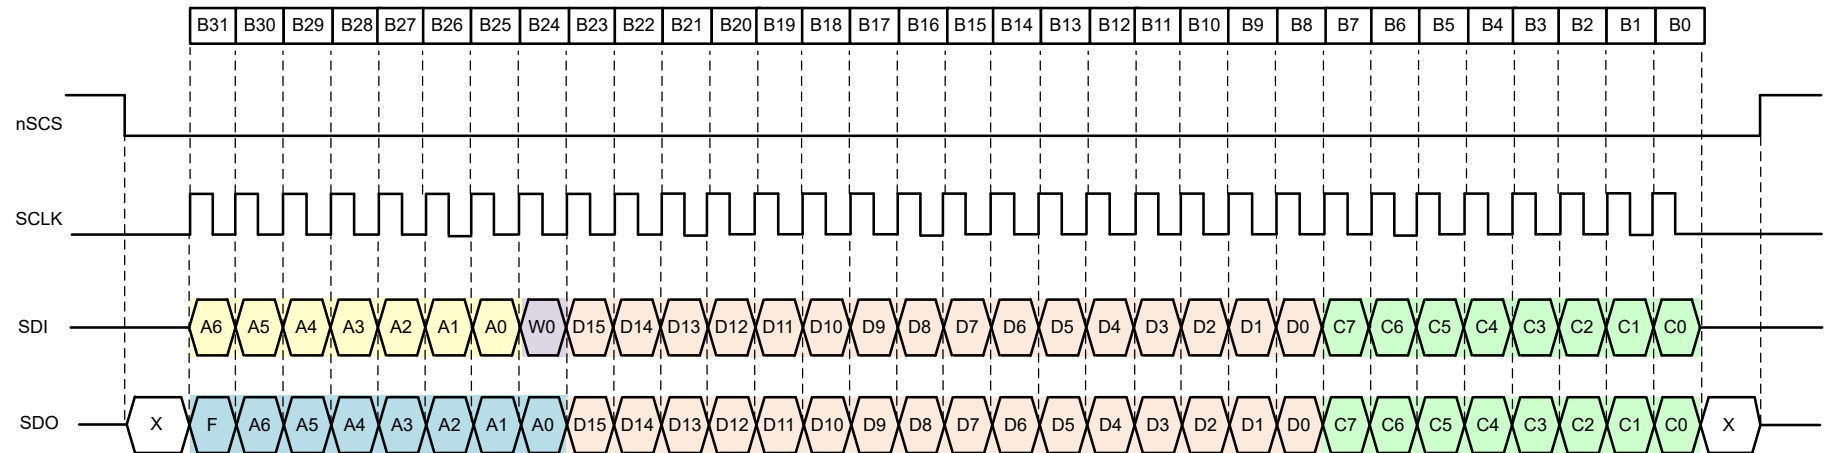 B31 B30 B29 B28 B27 B26 B25 B24 B23 B22 B21 B20 B19 B18 B17 B16 B15 B14 B13 B12 B11 B10 B9 B8 B7 B6 B5 B4 B3 B2 B1 B0
nSCS
SCLK
SDI A6 A5 A4 A3 A2 A1 A0 W0 D15 D14 D13 D12 D11 D10 D9 D8 D7 D6 D5 D4 D3 D2 D1 D0 C7 C6 C5 C4 C3 C2 C1 C0
SDO X F A6 A5 A4 A3 A2 A1 A0 D15 D14 D13 D12 D11 D10 D9 D8 D7 D6 D5 D4 D3 D2 D1 D0 C7 C6 C5 C4 C3 C2 C1 C0 X